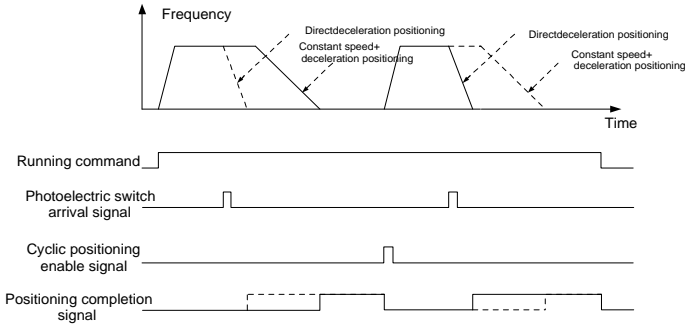 Frequency
Directdeceleration positioning
Constant speed+
deceleration positioning
Directdeceleration positioning
Constant speed+
deceleration positioning
Time
Running command
Photoelectric switch
arrival signal
Cyclic positioning
enable signal
Positioning completion
signal